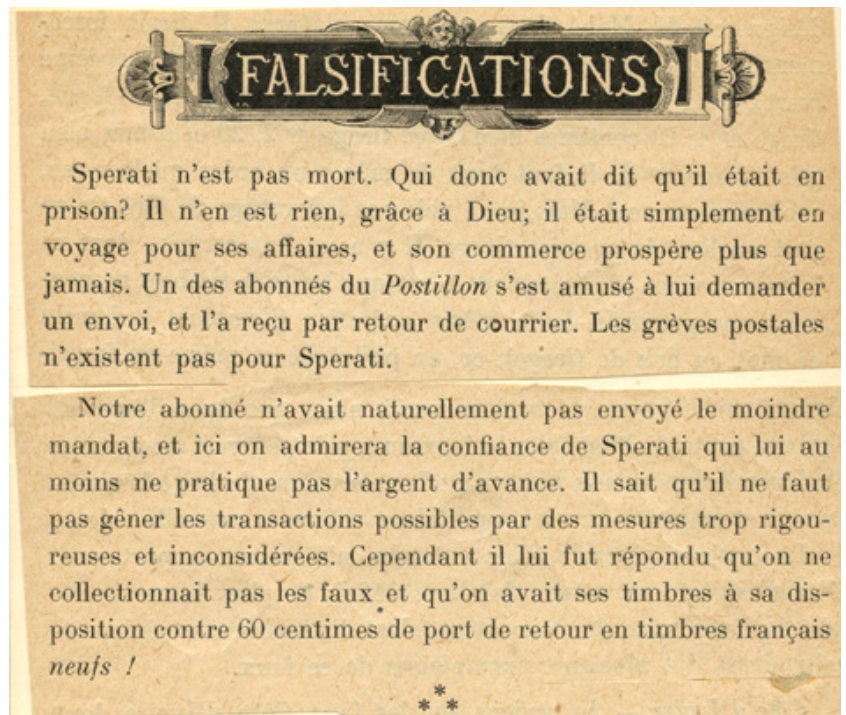 FALSIFICATIONS
Sperati n'est pas mort. Qui donc avait dit qu'il était en
prison? Il n'en est rien, grâce à Dieu; il était simplement en
voyage pour ses affaires, et son commerce prospère plus que
jamais. Un des abonnés du Postillon s'est amusé à lui demander
un envoi, et l'a reçu par retour de courrier. Les grèves postales
n'existent pas pour Sperati.
Notre abonné n'avait naturellement pas envoyé le moindre
mandat, et ici on admirera la confiance de Sperati qui lui au
moins ne pratique pas l'argent d'avance. Il sait qu'il ne faut
pas gêner les transactions possibles par des mesures trop rigou-
reuses et inconsidérées. Cependant il lui fut répondu qu'on ne
collectionnait pas les faux et qu'on avait ses timbres à sa dis-
position contre 60 centimes de port de retour en timbres français
neufs !
* * *